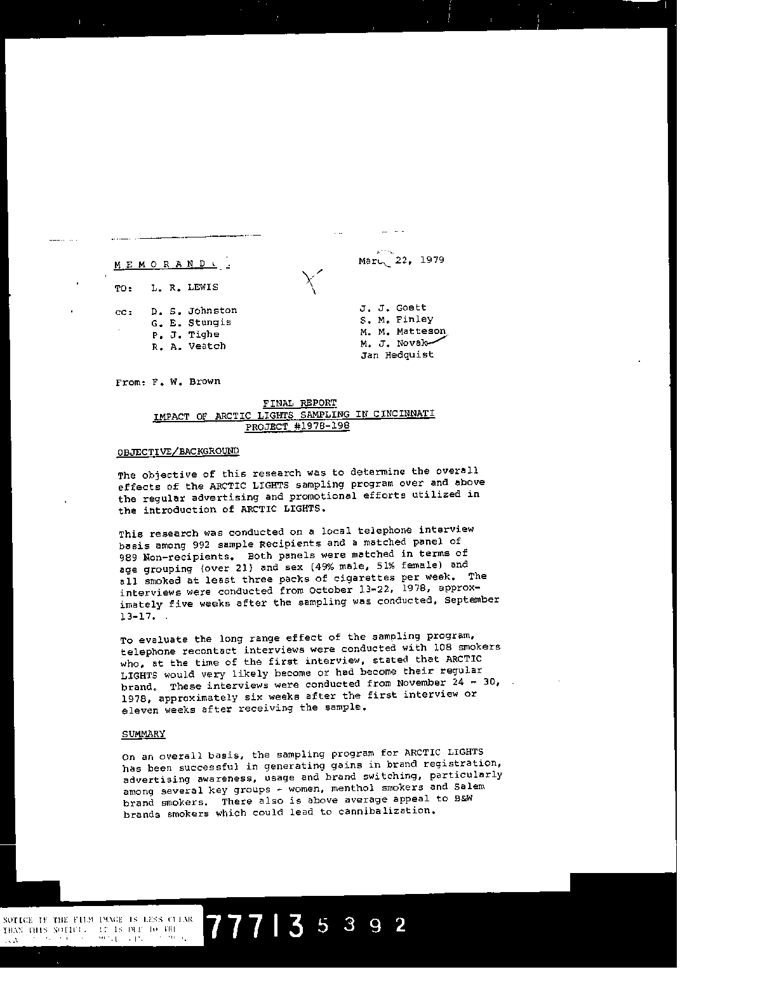 MEMORAND
March 22, 1979
TO: L. R. LEWIS
cc: D. S. Johnston
G. E. Stungis
P. J. Tighe
R. A. Veatch
J. J. Goett
S. M. Finley
M. M. Matteson
M. J. Novak
Jan Hedquist
From: F. W. Brown
FINAL REPORT
IMPACT OF ARCTIC LIGHTS SAMPLING IN CINCINNATI
PROJECT #1978-198
OBJECTIVE/BACKGROUND
The objective of this research was to determine the overall
effects of the ARCTIC LIGHTS sampling program over and above
the regular advertising and promotional efforts utilized in
the introduction of ARCTIC LIGHTS.
This research was conducted on a local telephone interview
basis among 992 sample Recipients and a matched panel of
989 Non-recipients. Both panels were matched in terms of
age grouping (over 21) and sex (49% male, 51% female) and
all smoked at least three packs of cigarettes per week. The
interviews were conducted from October 13-22, 1978, approx-
imately five weeks after the sampling was conducted, September
13-17.
To evaluate the long range effect of the sampling program,
telephone recontact interviews were conducted with 108 smokers
who, at the time of the first interview, stated that ARCTIC
LIGHTS would very likely become or had become their regular
brand. These interviews were conducted from November 24 - 30,
1978, approximately six weeks after the first interview or
eleven weeks after receiving the sample.
SUMMARY
On an overall basis, the sampling program for ARCTIC LIGHTS
has been successful in generating gains in brand registration,
advertising awareness, usage and brand switching, particularly
among several key groups - women, menthol smokers and Salem
brand smokers. There also is above average appeal to B&W
brands smokers which could lead to cannibalization.
NOTICE IF THE FILM IMAGE IS LESS CLEAR
THAN THIS NOTICE, IT IS DUE TO THE
777135392